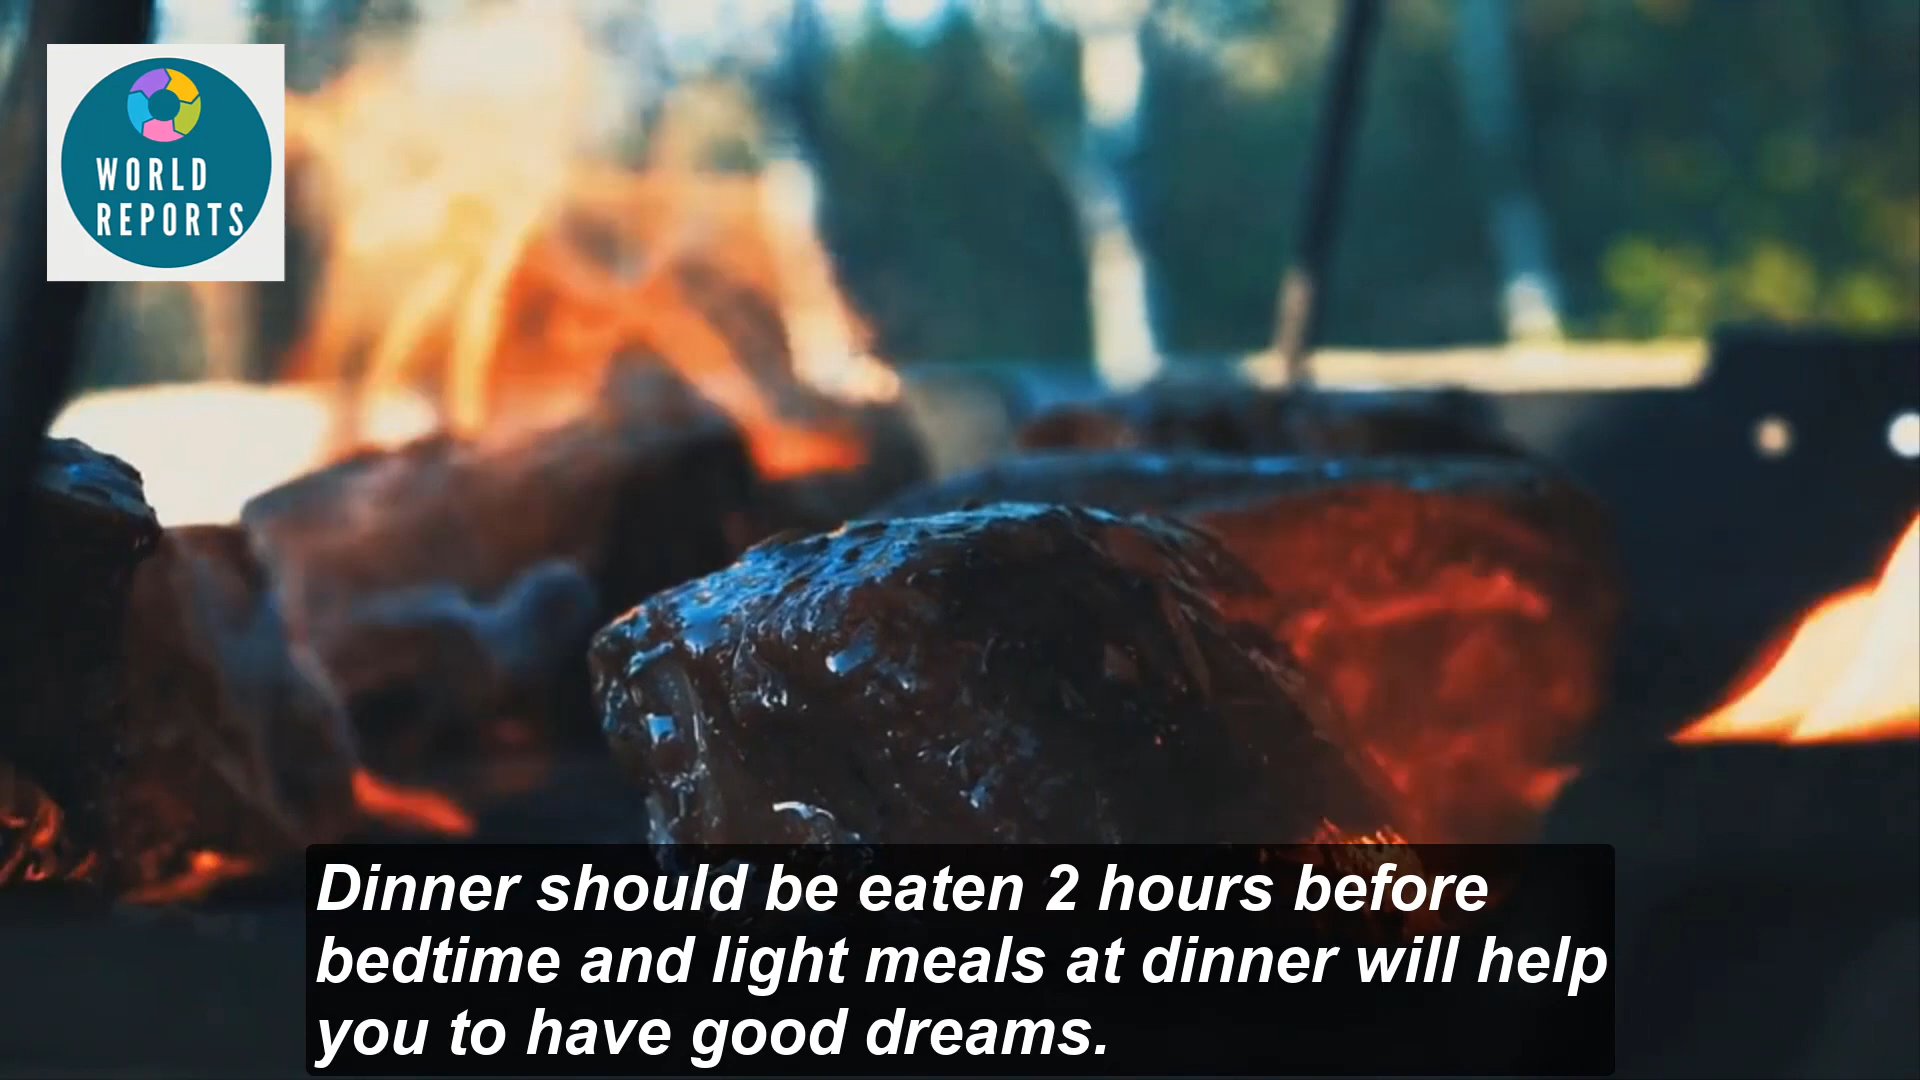 WORLD
REPORTS
Dinner should be eaten 2 hours before
bedtime and light meals at dinner will help
you to have good dreams.